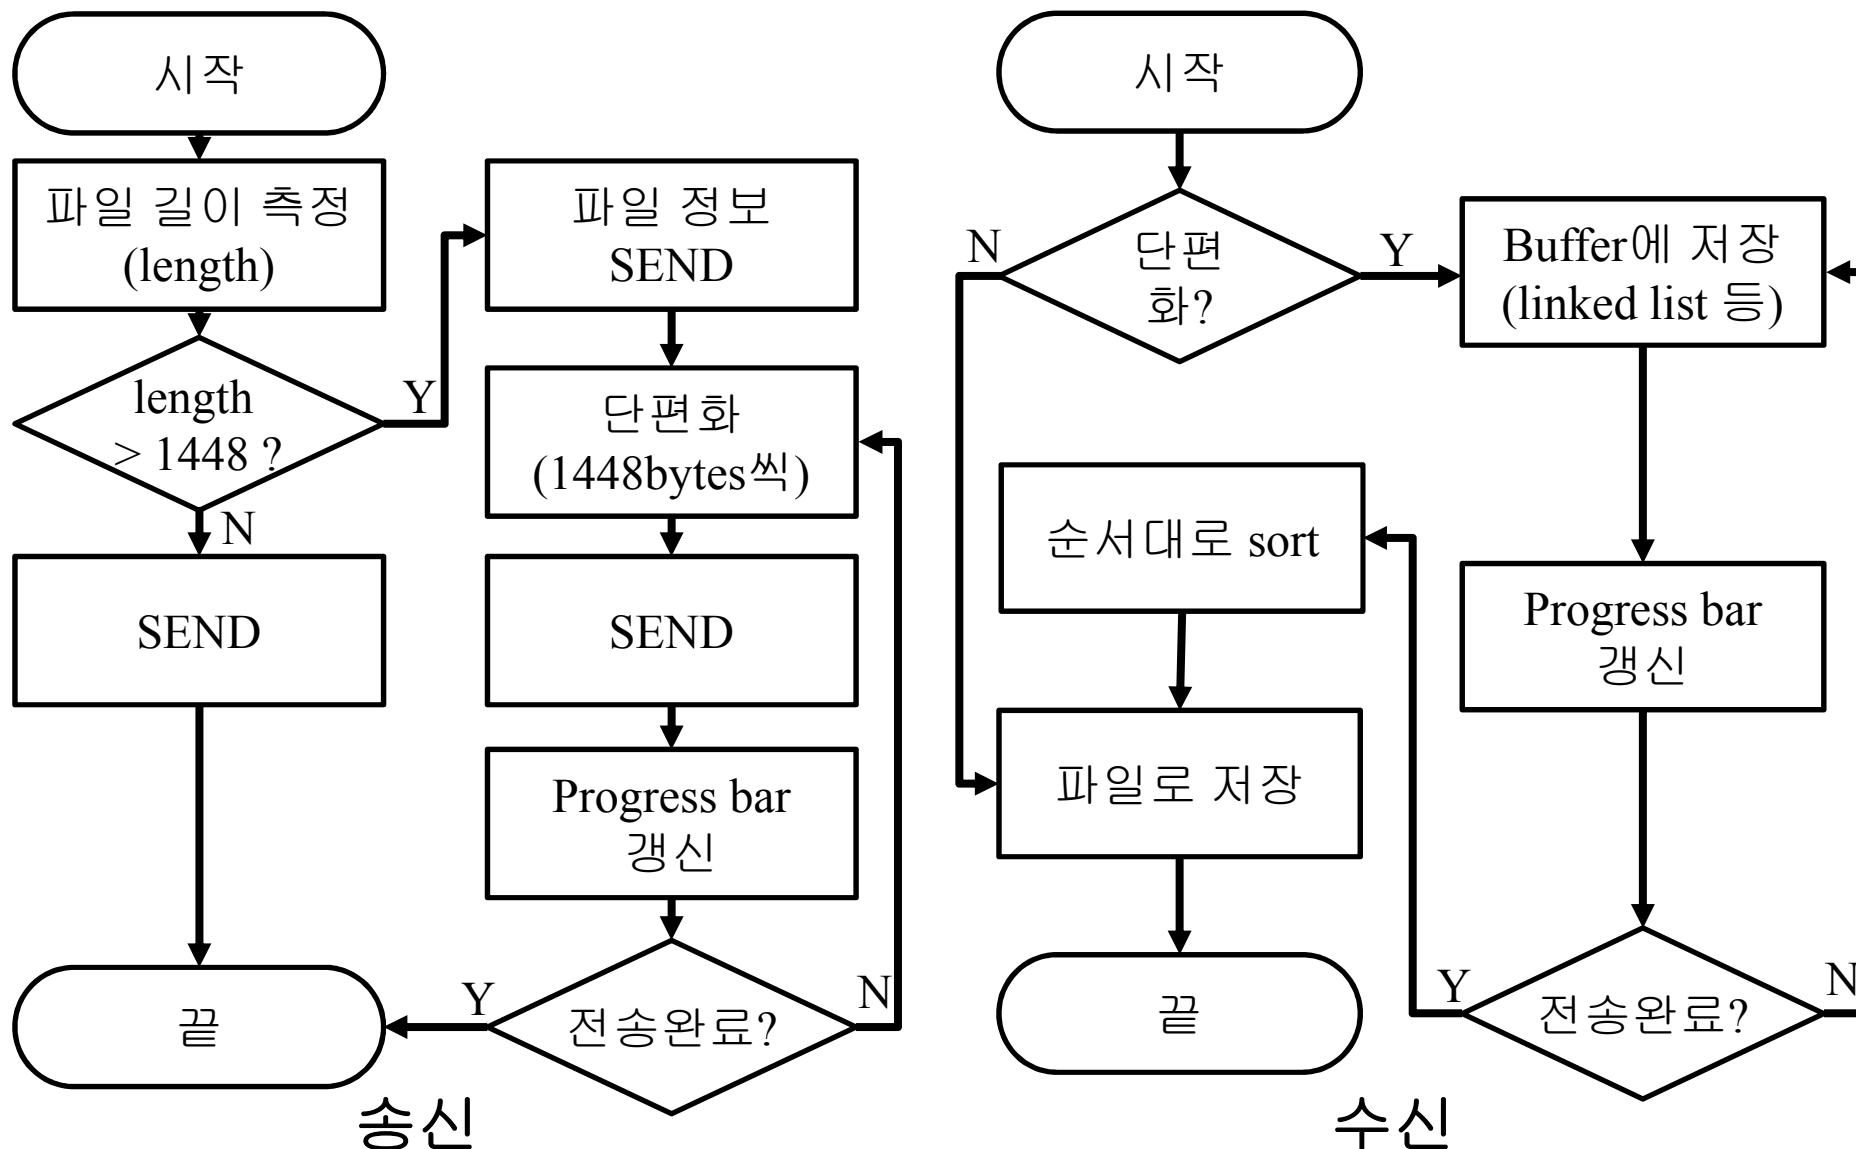 시작
파일 길이 측정
(length)
length
> 1448 ?
Y
N
SEND
끝
파일 정보
SEND
단편화
(1448bytes씩)
SEND
Progress bar
갱신
전송완료?
Y
N
송신
시작
단편
화?
N
Y
Buffer에 저장
(linked list 등)
Progress bar
갱신
전송완료?
Y
N
순서대로 sort
파일로 저장
끝
수신